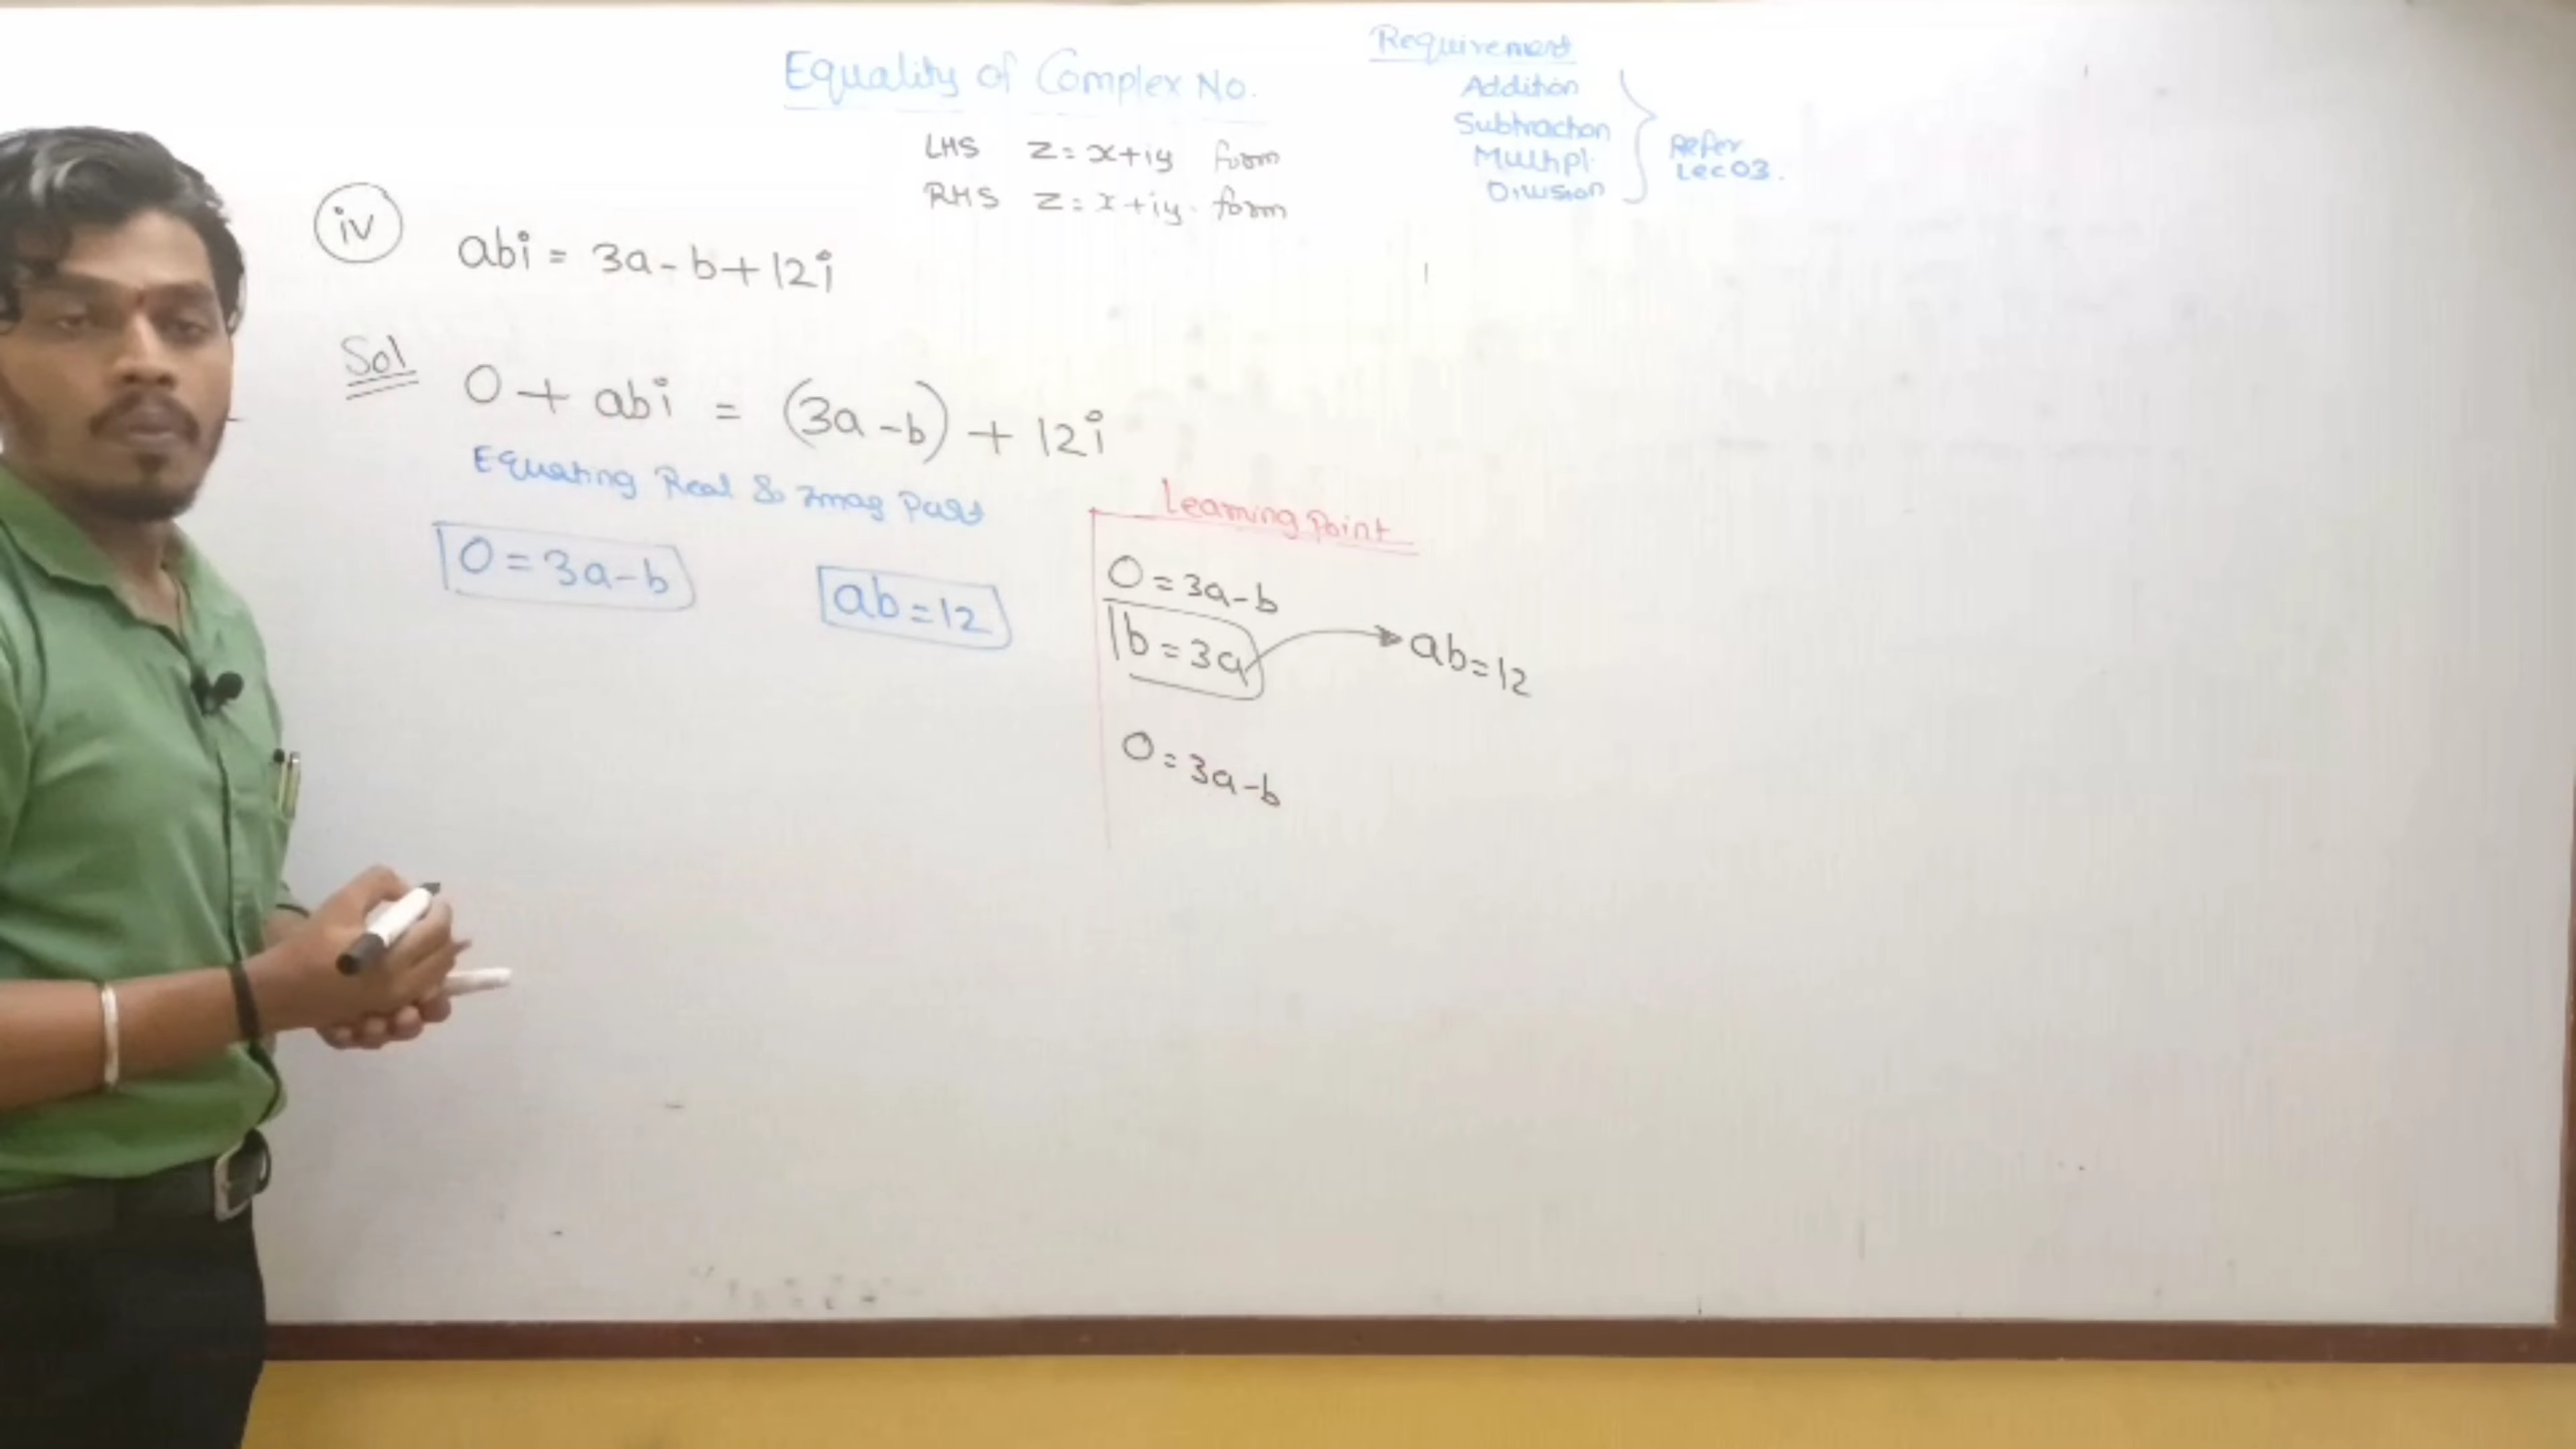 Equality of Complex No.
LHS z = x+iy form
RHS z = x+iy form
Requirement
Addition
Subtraction
Multipl.
Division
Refer
Lec 03.
iv abi = 3a-b+12i
Sol 0 + abi = (3a-b) + 12i
Equating Real & Imag Part
0 = 3a-b ab = 12
Learning Point
0 = 3a-b
b = 3a → ab = 12
0 = 3a-b